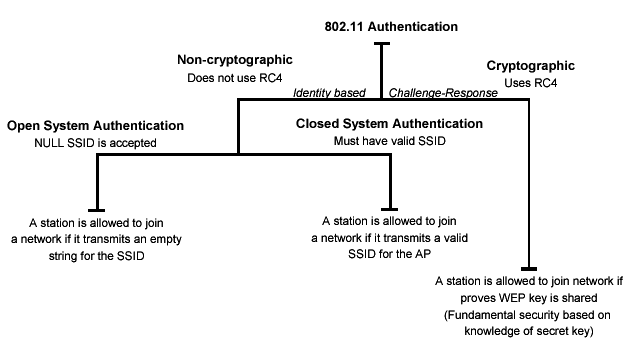 802.11 Authentication
Non-cryptographic
Does not use RC4
Cryptographic
Uses RC4
Identity based
Challenge-Response
Open System Authentication
NULL SSID is accepted
Closed System Authentication
Must have valid SSID
A station is allowed to join
a network if it transmits an empty
string for the SSID
A station is allowed to join
a network if it transmits a valid
SSID for the AP
A station is allowed to join network if
proves WEP key is shared
(Fundamental security based on
knowledge of secret key)